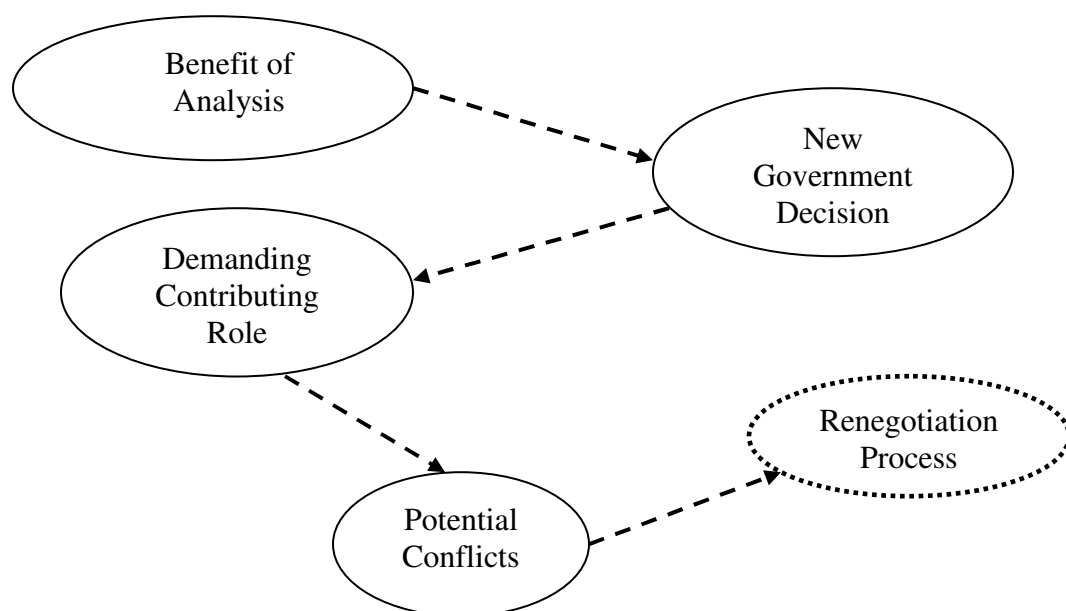 Benefit of
Analysis
New
Government
Decision
Demanding
Contributing
Role
Renegotiation
Process
Potential
Conflicts